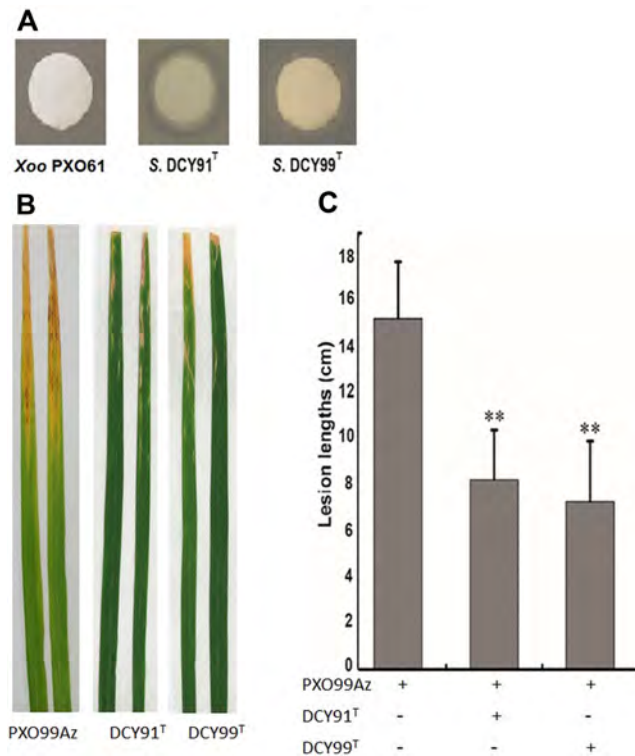 A
Xoo PXO61
S. DCY91ᵀ
S. DCY99ᵀ
B
PXO99Az
DCY91ᵀ
DCY99ᵀ
C
Lesion lengths (cm)
18
16
14
12
10
8
6
4
2
0
**
**
PXO99Az + + +
DCY91ᵀ - + -
DCY99ᵀ - - +